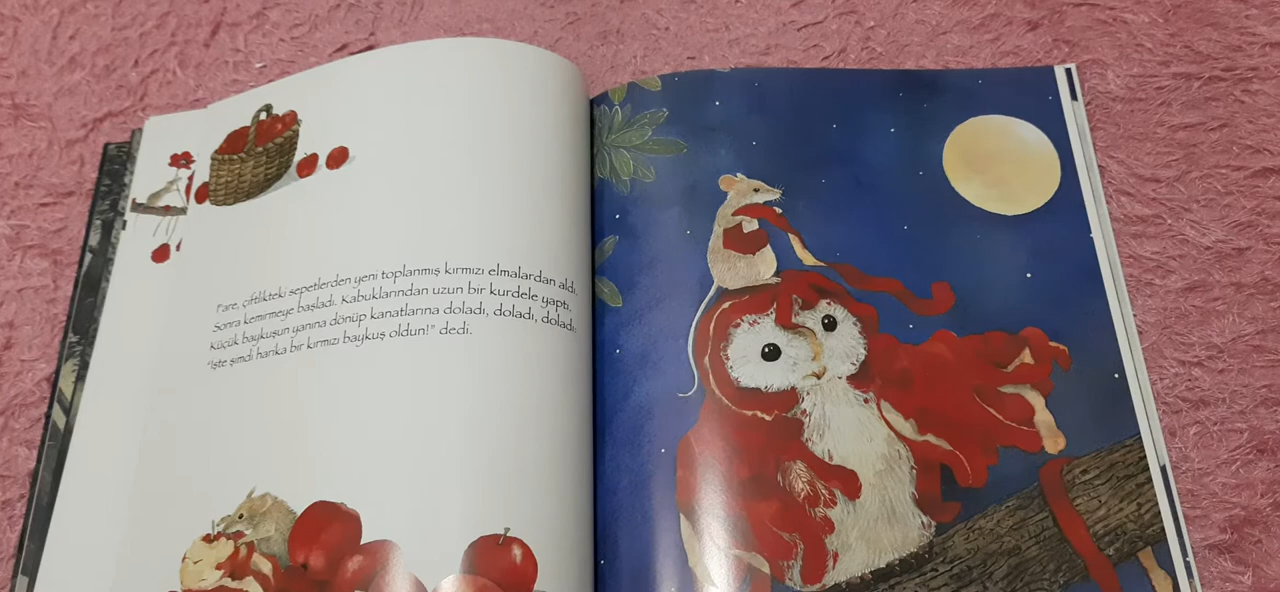 Fare, çiftlikteki sepetlerden yeni toplanmış kırmızı elmalardan aldı.
Sonra kemirmeye başladı. Kabuklarından uzun bir kurdele yaptı.
Küçük baykuşun yanına dönüp kanatlarına doladı, doladı, doladı:
"İşte şimdi harika bir kırmızı baykuş oldun!" dedi.